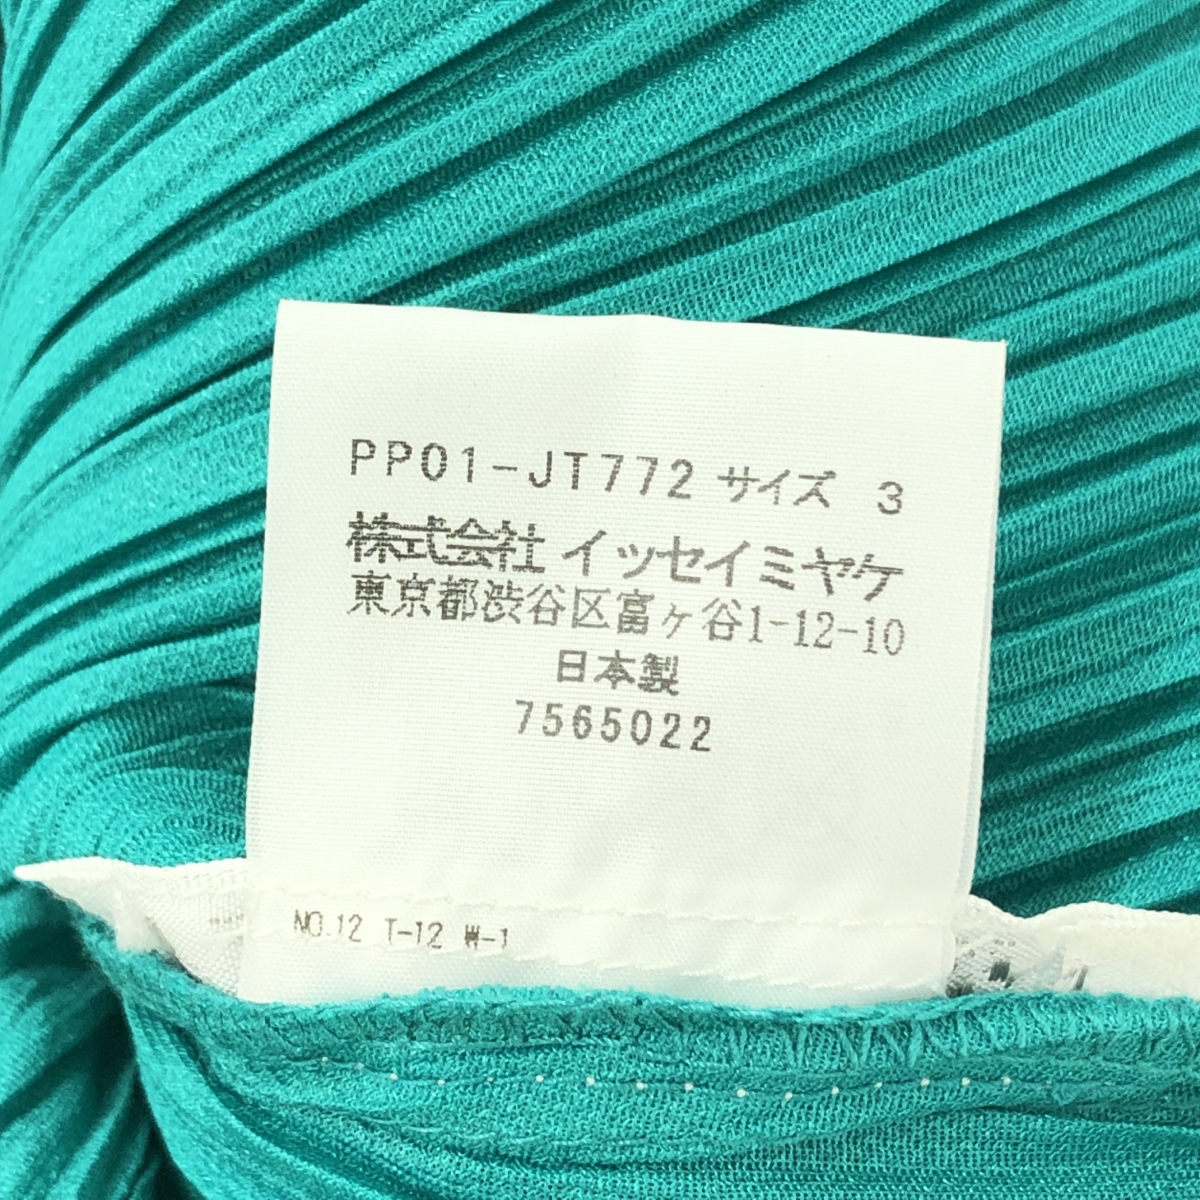 PP01-JT772 サイズ 3
株式会社 イッセイミヤケ
東京都渋谷区富ヶ谷1-12-10
日本製
7565022
NO.12 T-12 W-1